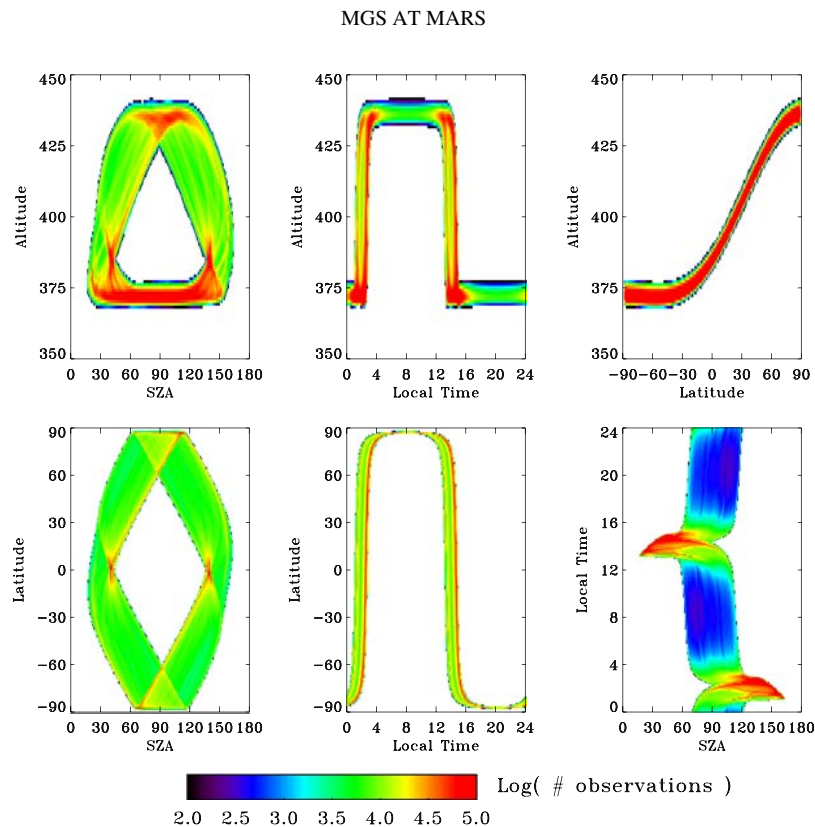 MGS AT MARS
450
425
400
375
350
Altitude
0 30 60 90 120 150 180
SZA
450
425
400
375
350
Altitude
0 4 8 12 16 20 24
Local Time
450
425
400
375
350
Altitude
−90−60−30 0 30 60 90
Latitude
90
60
30
0
−30
−60
−90
Latitude
0 30 60 90 120 150 180
SZA
90
60
30
0
−30
−60
−90
Latitude
0 4 8 12 16 20 24
Local Time
24
20
16
12
8
4
0
Local Time
0 30 60 90 120 150 180
SZA
Log( # observations )
2.0 2.5 3.0 3.5 4.0 4.5 5.0